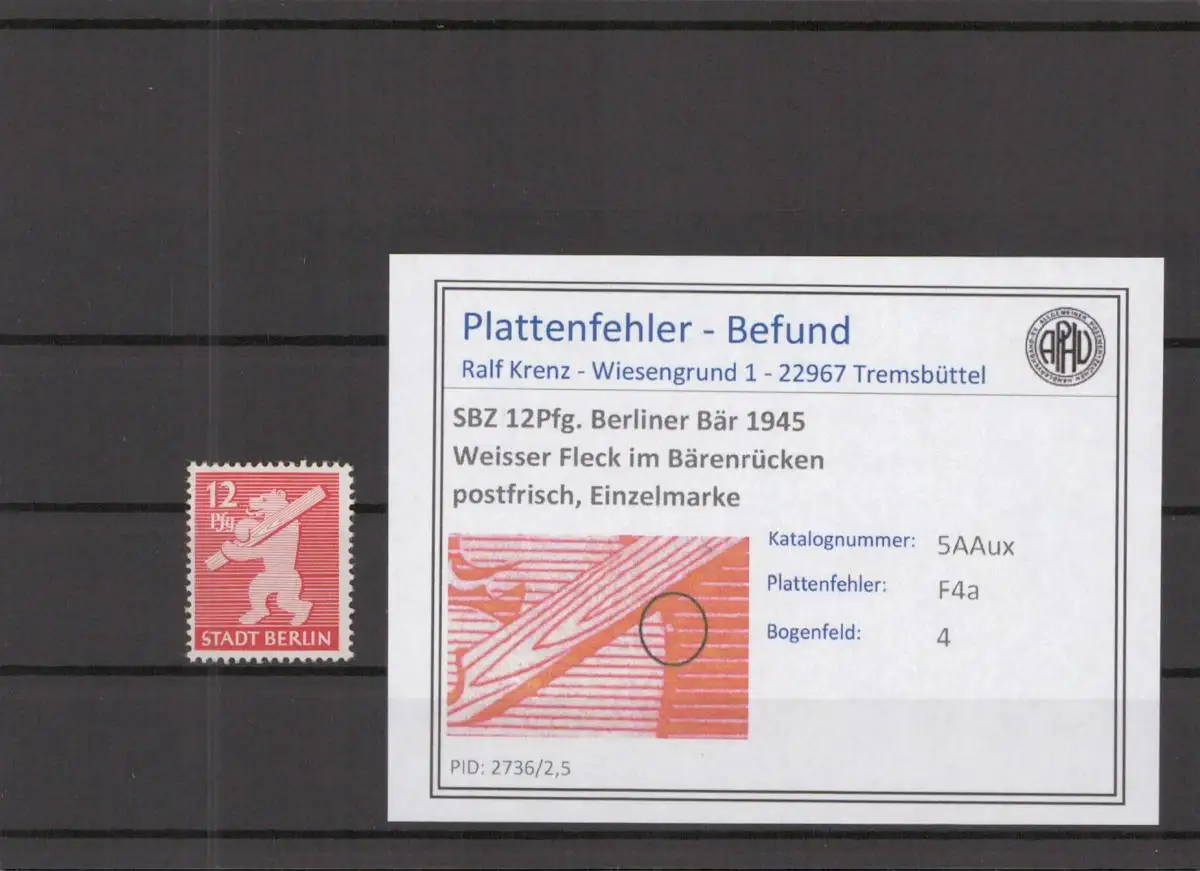 12
Pfg
STADT BERLIN
Plattenfehler - Befund
Ralf Krenz - Wiesengrund 1 - 22967 Tremsbüttel
APHV
SBZ 12Pfg. Berliner Bär 1945
Weisser Fleck im Bärenrücken
postfrisch, Einzelmarke
Katalognummer: 5AAux
Plattenfehler: F4a
Bogenfeld: 4
PID: 2736/2,5